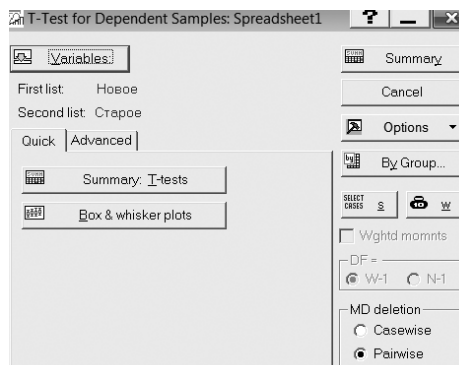 T-Test for Dependent Samples: Spreadsheet1
Variables:
First list: Новое
Second list: Старое
Quick Advanced
Summary: T-tests
Box & whisker plots
Summary
Cancel
Options
By Group...
SELECT CASES S W
Wghtd momnts
DF =
W-1 N-1
MD deletion
Casewise
Pairwise